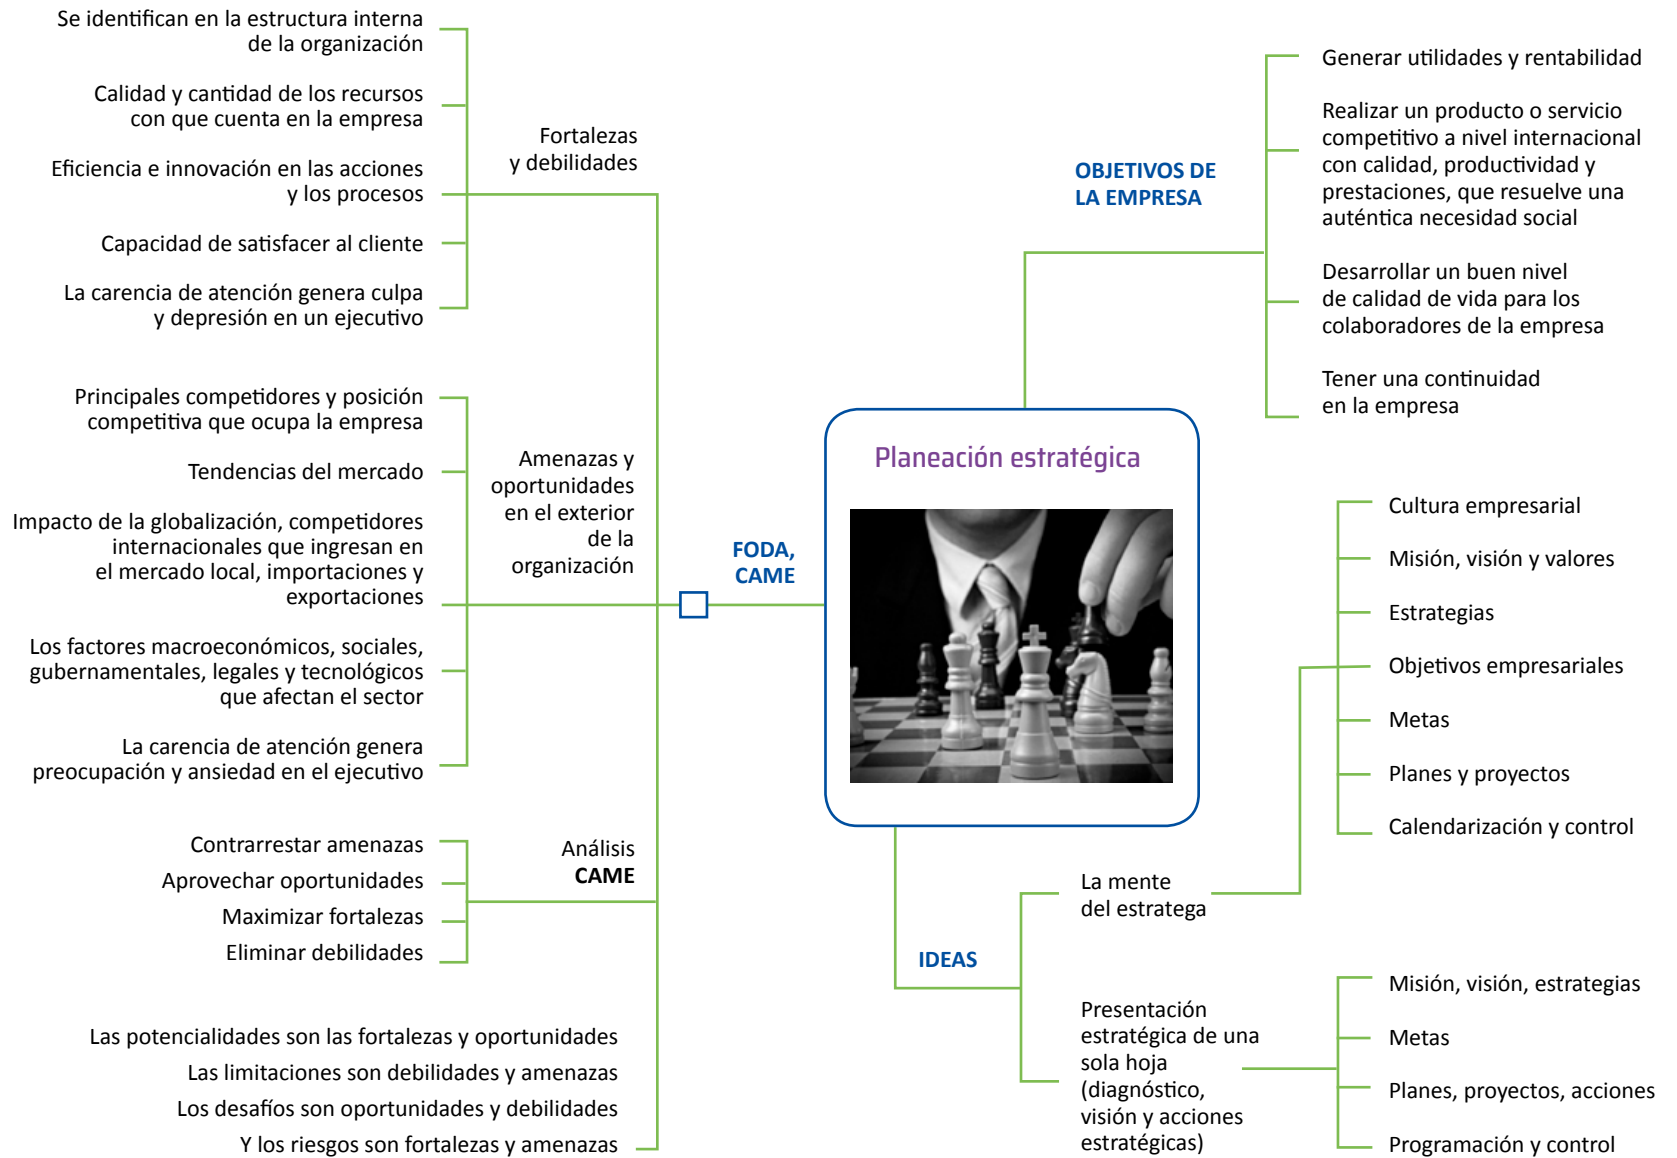 Se identifican en la estructura interna
de la organización
Calidad y cantidad de los recursos
con que cuenta en la empresa
Eficiencia e innovación en las acciones
y los procesos
Capacidad de satisfacer al cliente
La carencia de atención genera culpa
y depresión en un ejecutivo
Fortalezas
y debilidades
Principales competidores y posición
competitiva que ocupa la empresa
Tendencias del mercado
Impacto de la globalización, competidores
internacionales que ingresan en
el mercado local, importaciones y
exportaciones
Los factores macroeconómicos, sociales,
gubernamentales, legales y tecnológicos
que afectan el sector
La carencia de atención genera
preocupación y ansiedad en el ejecutivo
Amenazas y
oportunidades
en el exterior
de la
organización
Contrarrestar amenazas
Aprovechar oportunidades
Maximizar fortalezas
Eliminar debilidades
Análisis
CAME
Las potencialidades son las fortalezas y oportunidades
Las limitaciones son debilidades y amenazas
Los desafíos son oportunidades y debilidades
Y los riesgos son fortalezas y amenazas
FODA,
CAME
Planeación estratégica
OBJETIVOS DE
LA EMPRESA
Generar utilidades y rentabilidad
Realizar un producto o servicio
competitivo a nivel internacional
con calidad, productividad y
prestaciones, que resuelve una
auténtica necesidad social
Desarrollar un buen nivel
de calidad de vida para los
colaboradores de la empresa
Tener una continuidad
en la empresa
IDEAS
La mente
del estratega
Cultura empresarial
Misión, visión y valores
Estrategias
Objetivos empresariales
Metas
Planes y proyectos
Calendarización y control
Presentación
estratégica de una
sola hoja
(diagnóstico,
visión y acciones
estratégicas)
Misión, visión, estrategias
Metas
Planes, proyectos, acciones
Programación y control